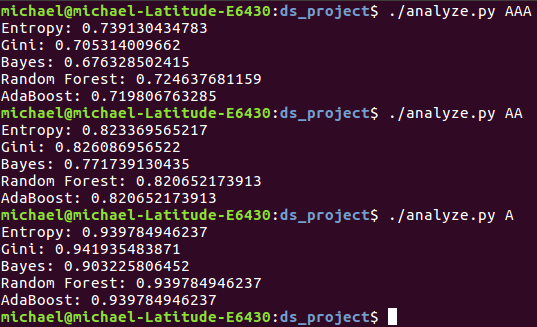 michael@michael-Latitude-E6430:ds_project$ ./analyze.py AAA
Entropy: 0.739130434783
Gini: 0.705314009662
Bayes: 0.676328502415
Random Forest: 0.724637681159
AdaBoost: 0.719806763285
michael@michael-Latitude-E6430:ds_project$ ./analyze.py AA
Entropy: 0.823369565217
Gini: 0.826086956522
Bayes: 0.771739130435
Random Forest: 0.820652173913
AdaBoost: 0.820652173913
michael@michael-Latitude-E6430:ds_project$ ./analyze.py A
Entropy: 0.939784946237
Gini: 0.941935483871
Bayes: 0.903225806452
Random Forest: 0.939784946237
AdaBoost: 0.939784946237
michael@michael-Latitude-E6430:ds_project$